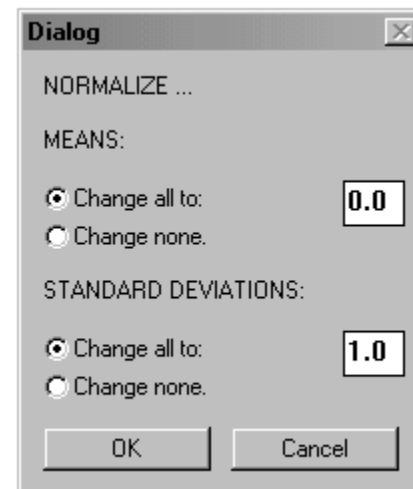 Dialog
NORMALIZE ...
MEANS:
Change all to: 0.0
Change none.
STANDARD DEVIATIONS:
Change all to: 1.0
Change none.
OK Cancel